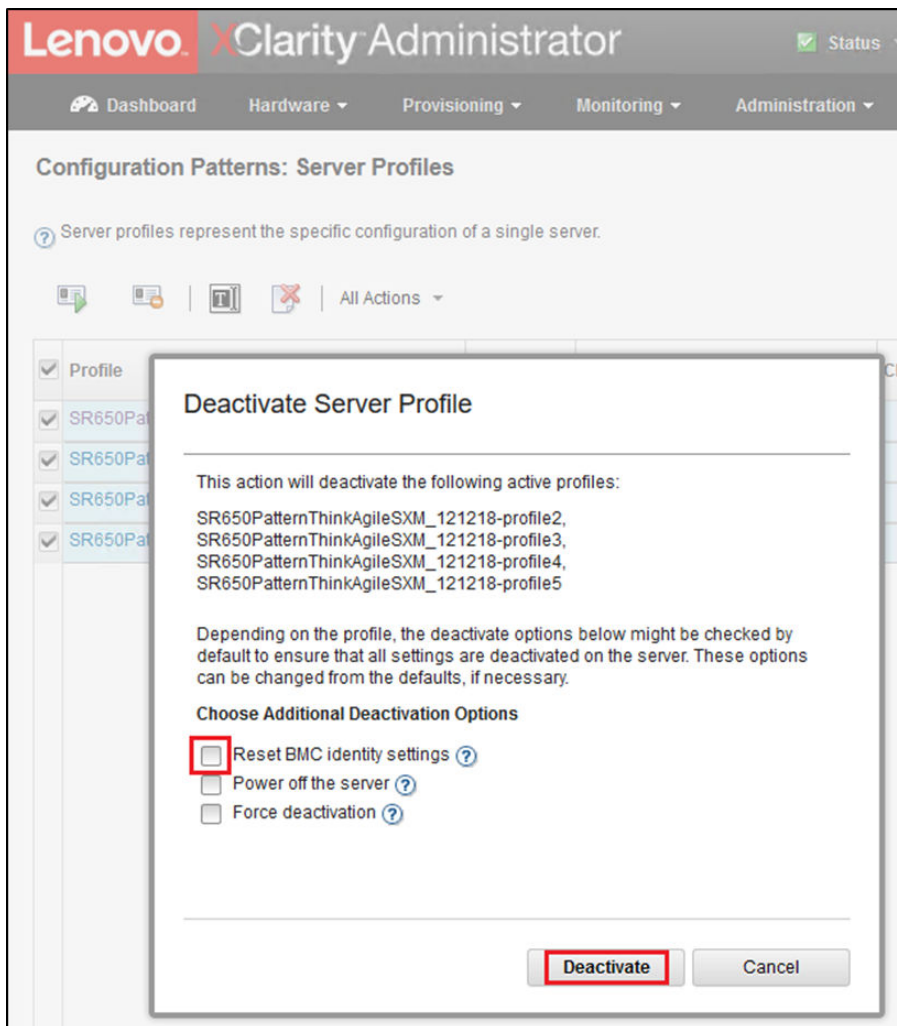 Lenovo. XClarity Administrator
Status
Dashboard Hardware Provisioning Monitoring Administration
Configuration Patterns: Server Profiles
Server profiles represent the specific configuration of a single server.
All Actions
Profile
SR650Pat
SR650Pat
SR650Pat
SR650Pat
Deactivate Server Profile
This action will deactivate the following active profiles:
SR650PatternThinkAgileSXM_121218-profile2,
SR650PatternThinkAgileSXM_121218-profile3,
SR650PatternThinkAgileSXM_121218-profile4,
SR650PatternThinkAgileSXM_121218-profile5
Depending on the profile, the deactivate options below might be checked by
default to ensure that all settings are deactivated on the server. These options
can be changed from the defaults, if necessary.
Choose Additional Deactivation Options
Reset BMC identity settings
Power off the server
Force deactivation
Deactivate Cancel